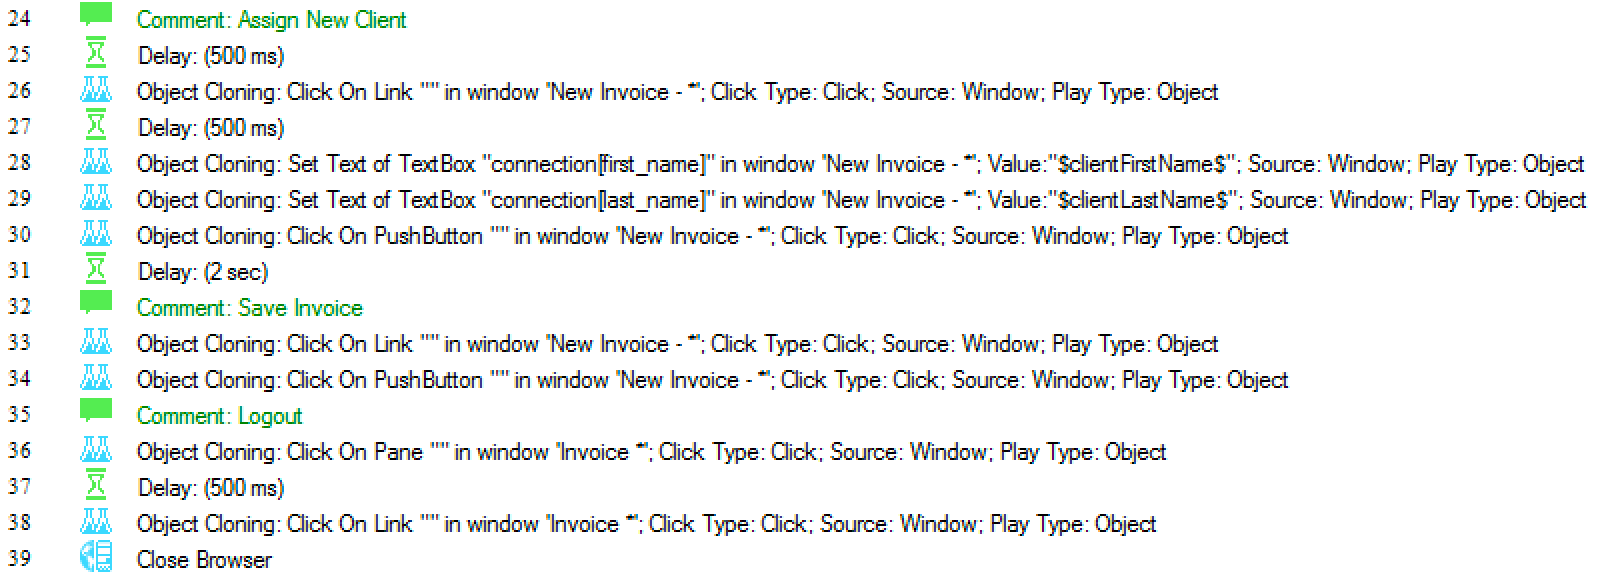 24 Comment: Assign New Client
25 Delay: (500 ms)
26 Object Cloning: Click On Link "" in window 'New Invoice - *'; Click Type: Click; Source: Window; Play Type: Object
27 Delay: (500 ms)
28 Object Cloning: Set Text of TextBox "connection[first_name]" in window 'New Invoice - *'; Value:"$clientFirstName$"; Source: Window; Play Type: Object
29 Object Cloning: Set Text of TextBox "connection[last_name]" in window 'New Invoice - *'; Value:"$clientLastName$"; Source: Window; Play Type: Object
30 Object Cloning: Click On PushButton "" in window 'New Invoice - *'; Click Type: Click; Source: Window; Play Type: Object
31 Delay: (2 sec)
32 Comment: Save Invoice
33 Object Cloning: Click On Link "" in window 'New Invoice - *'; Click Type: Click; Source: Window; Play Type: Object
34 Object Cloning: Click On PushButton "" in window 'New Invoice - *'; Click Type: Click; Source: Window; Play Type: Object
35 Comment: Logout
36 Object Cloning: Click On Pane "" in window 'Invoice *'; Click Type: Click; Source: Window; Play Type: Object
37 Delay: (500 ms)
38 Object Cloning: Click On Link "" in window 'Invoice *'; Click Type: Click; Source: Window; Play Type: Object
39 Close Browser